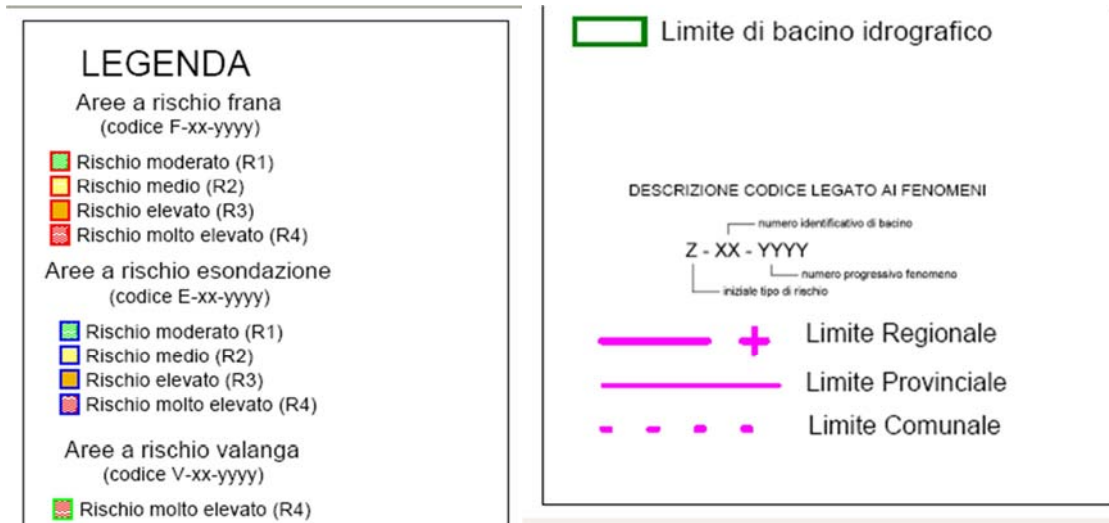 LEGENDA
Aree a rischio frana
(codice F-xx-yyyy)
Rischio moderato (R1)
Rischio medio (R2)
Rischio elevato (R3)
Rischio molto elevato (R4)
Aree a rischio esondazione
(codice E-xx-yyyy)
Rischio moderato (R1)
Rischio medio (R2)
Rischio elevato (R3)
Rischio molto elevato (R4)
Aree a rischio valanga
(codice V-xx-yyyy)
Rischio molto elevato (R4)
Limite di bacino idrografico
DESCRIZIONE CODICE LEGATO AI FENOMENI
numero identificativo di bacino
Z - XX - YYYY
numero progressivo fenomeno
iniziale tipo di rischio
Limite Regionale
Limite Provinciale
Limite Comunale